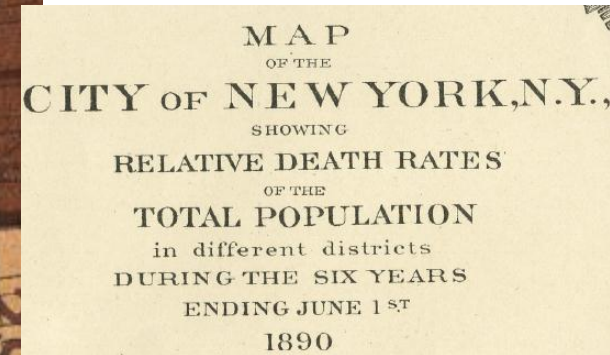 MAP
OF THE
CITY OF NEW YORK, N.Y.,
SHOWING
RELATIVE DEATH RATES
OF THE
TOTAL POPULATION
in different districts
DURING THE SIX YEARS
ENDING JUNE 1ST
1890